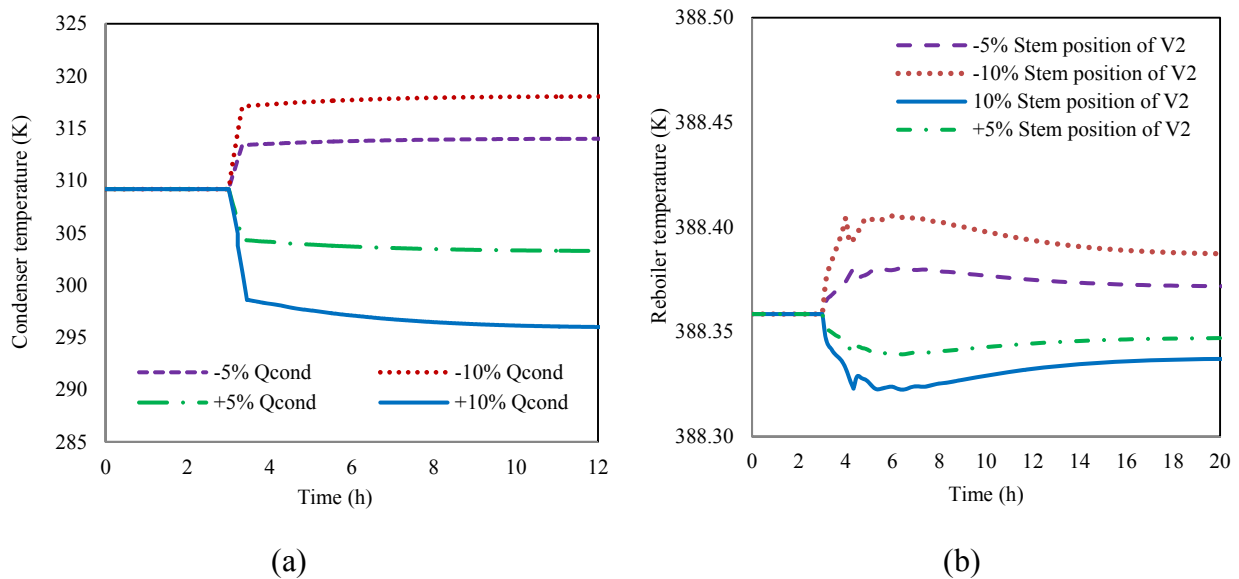 325
320
315
310
305
300
295
290
285
Condenser temperature (K)
0 2 4 6 8 10 12
Time (h)
-5% Qcond
-10% Qcond
+5% Qcond
+10% Qcond
(a)
388.50
388.45
388.40
388.35
388.30
Reboiler temperature (K)
0 2 4 6 8 10 12 14 16 18 20
Time (h)
-5% Stem position of V2
-10% Stem position of V2
10% Stem position of V2
+5% Stem position of V2
(b)